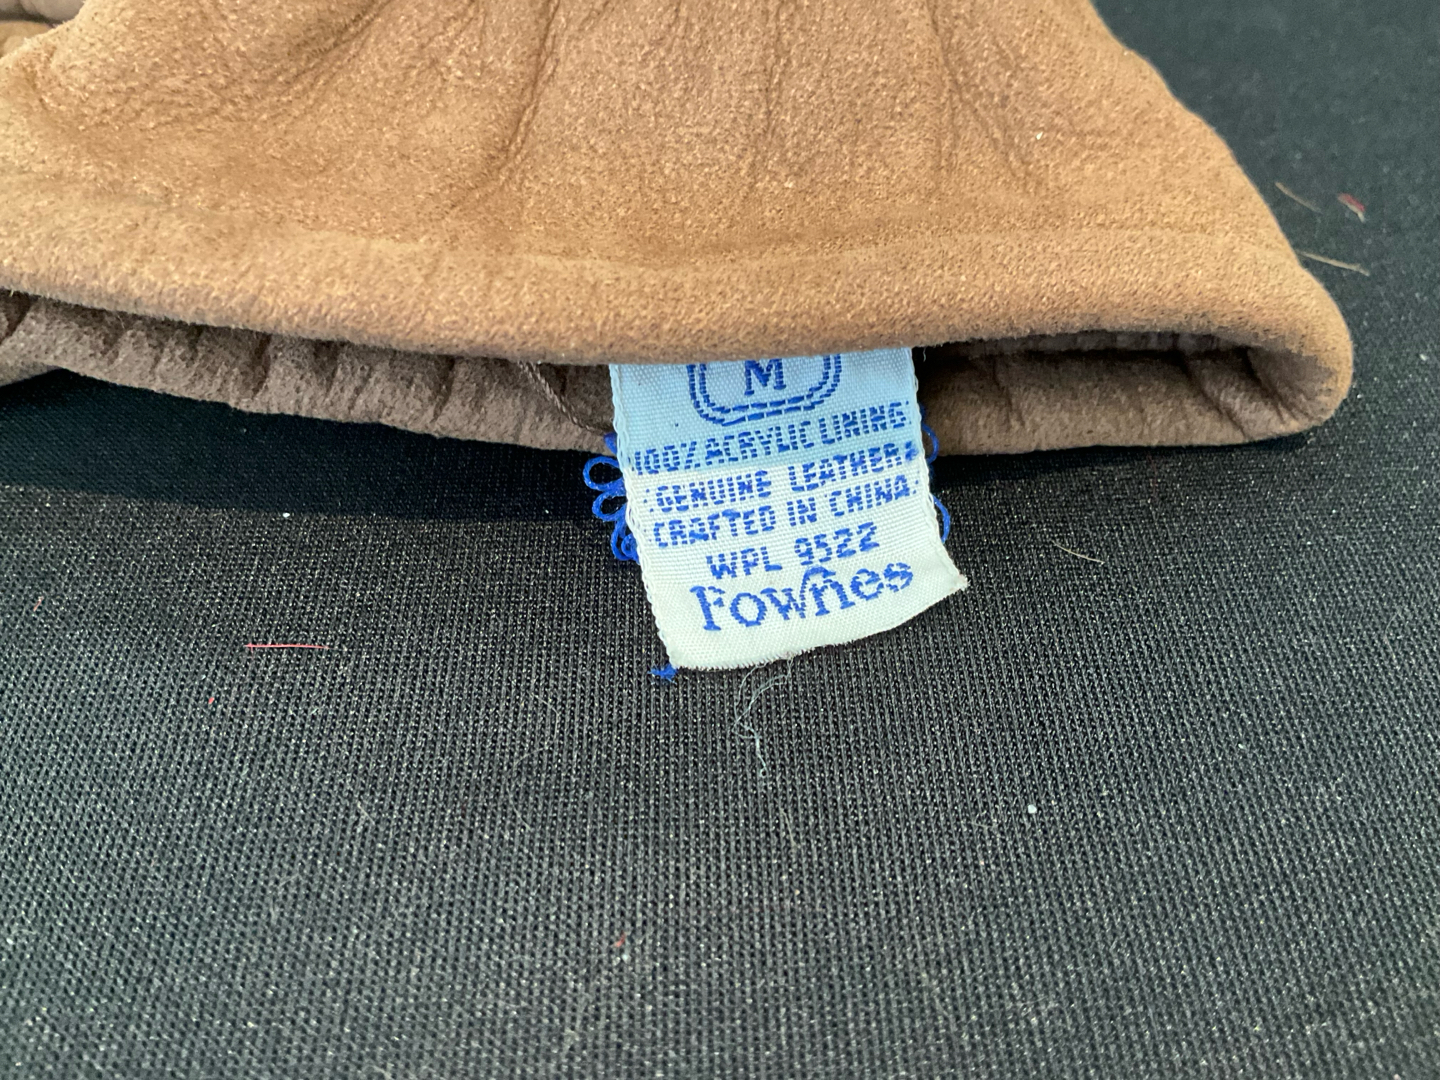 M
100% ACRYLIC LINING
GENUINE LEATHER
CRAFTED IN CHINA
WPL 9522
Fownes